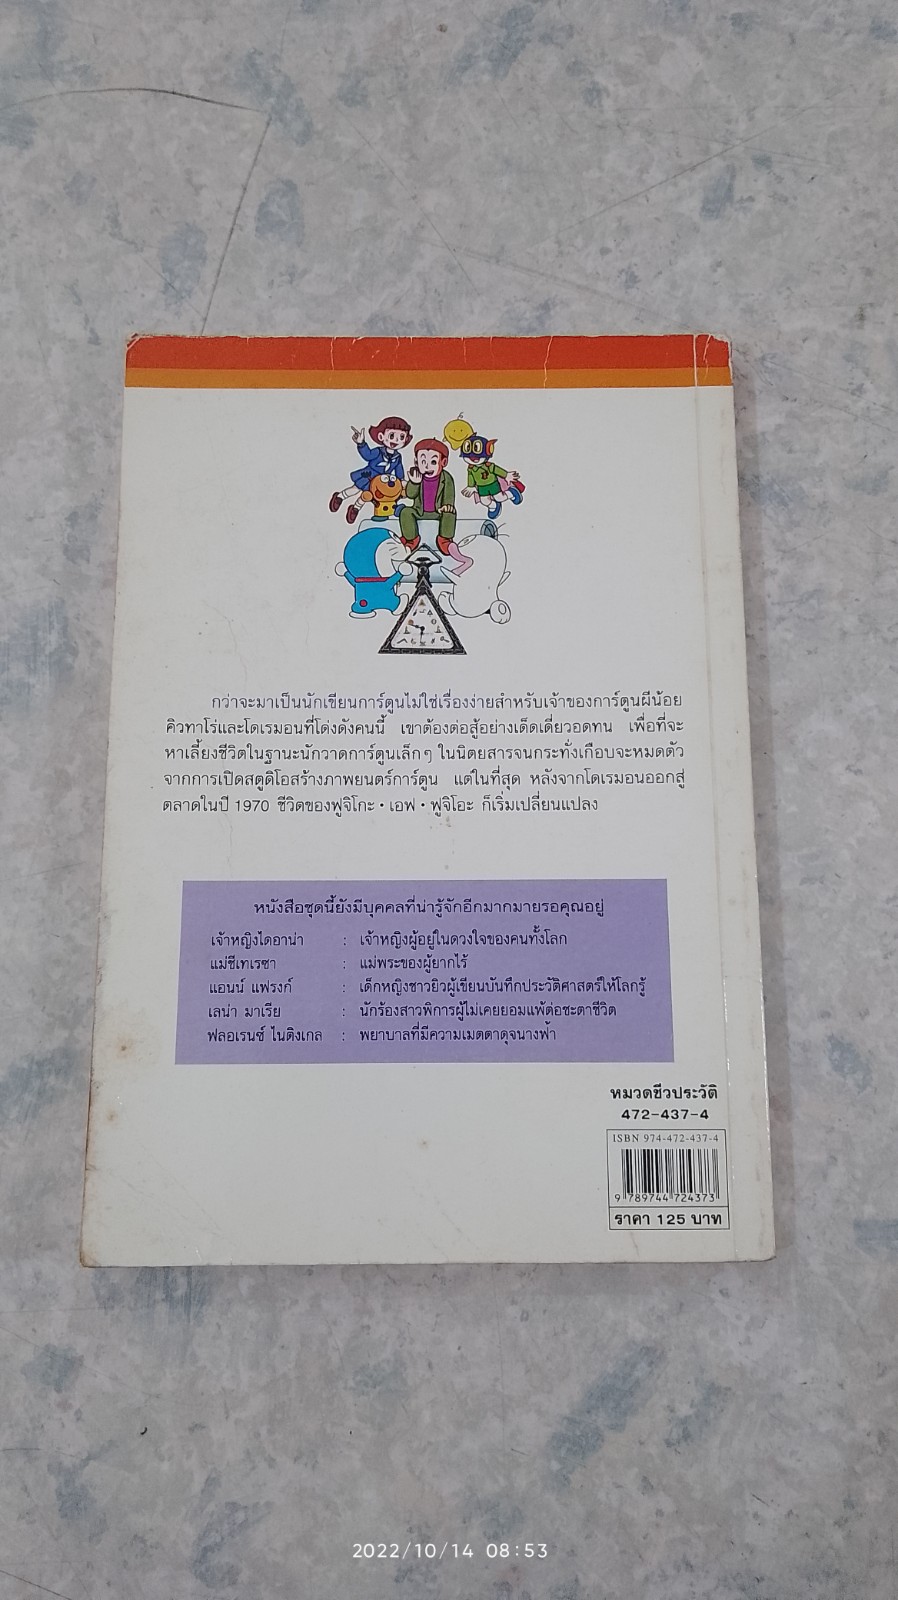 กว่าจะมาเป็นนักเขียนการ์ตูนไม่ใช่เรื่องง่ายสำหรับเจ้าของการ์ตูนผีน้อย
คิวทาโร่และโดเรมอนที่โด่งดังคนนี้ เขาต้องต่อสู้อย่างเด็ดเดี่ยวอดทน เพื่อที่จะ
หาเลี้ยงชีวิตในฐานะนักวาดการ์ตูนเล็กๆ ในนิตยสารจนกระทั่งเกือบจะหมดตัว
จากการเปิดสตูดิโอสร้างภาพยนตร์การ์ตูน แต่ในที่สุด หลังจากโดเรมอนออกสู่
ตลาดในปี 1970 ชีวิตของฟูจิโกะ • เอฟ • ฟูจิโอะ ก็เริ่มเปลี่ยนแปลง
หนังสือชุดนี้ยังมีบุคคลที่น่ารู้จักอีกมากมายรอคุณอยู่
เจ้าหญิงไดอาน่า : เจ้าหญิงผู้อยู่ในดวงใจของคนทั้งโลก
แม่ชีเทเรซา : แม่พระของผู้ยากไร้
แอนน์ แฟรงก์ : เด็กหญิงชาวยิวผู้เขียนบันทึกประวัติศาสตร์ให้โลกรู้
เลน่า มาเรีย : นักร้องสาวพิการผู้ไม่เคยยอมแพ้ต่อชะตาชีวิต
ฟลอเรนซ์ ไนติงเกล : พยาบาลที่มีความเมตตาดุจนางฟ้า
หมวดชีวประวัติ
472-437-4
ISBN 974-472-437-4
9 789744 724373
ราคา 125 บาท
2022/10/14 08:53